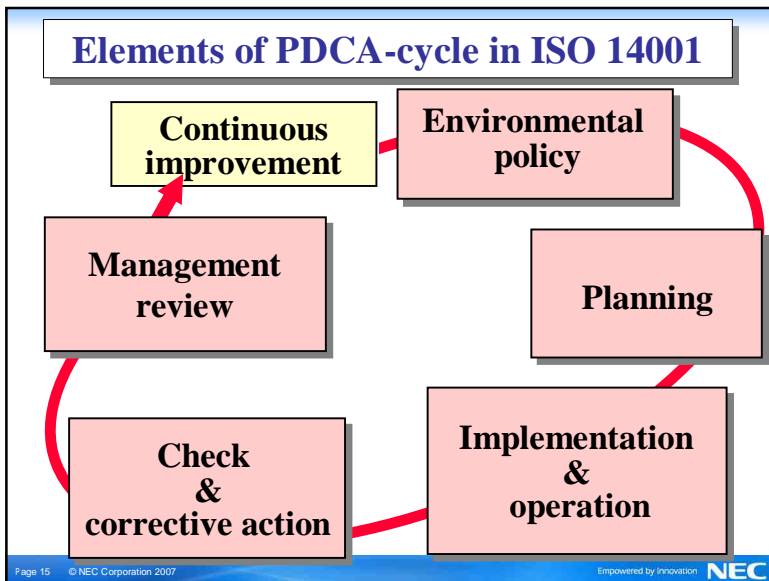 Elements of PDCA-cycle in ISO 14001
Continuous
improvement
Environmental
policy
Planning
Implementation
&
operation
Check
&
corrective action
Management
review
Page 15 © NEC Corporation 2007
Empowered by Innovation
NEC